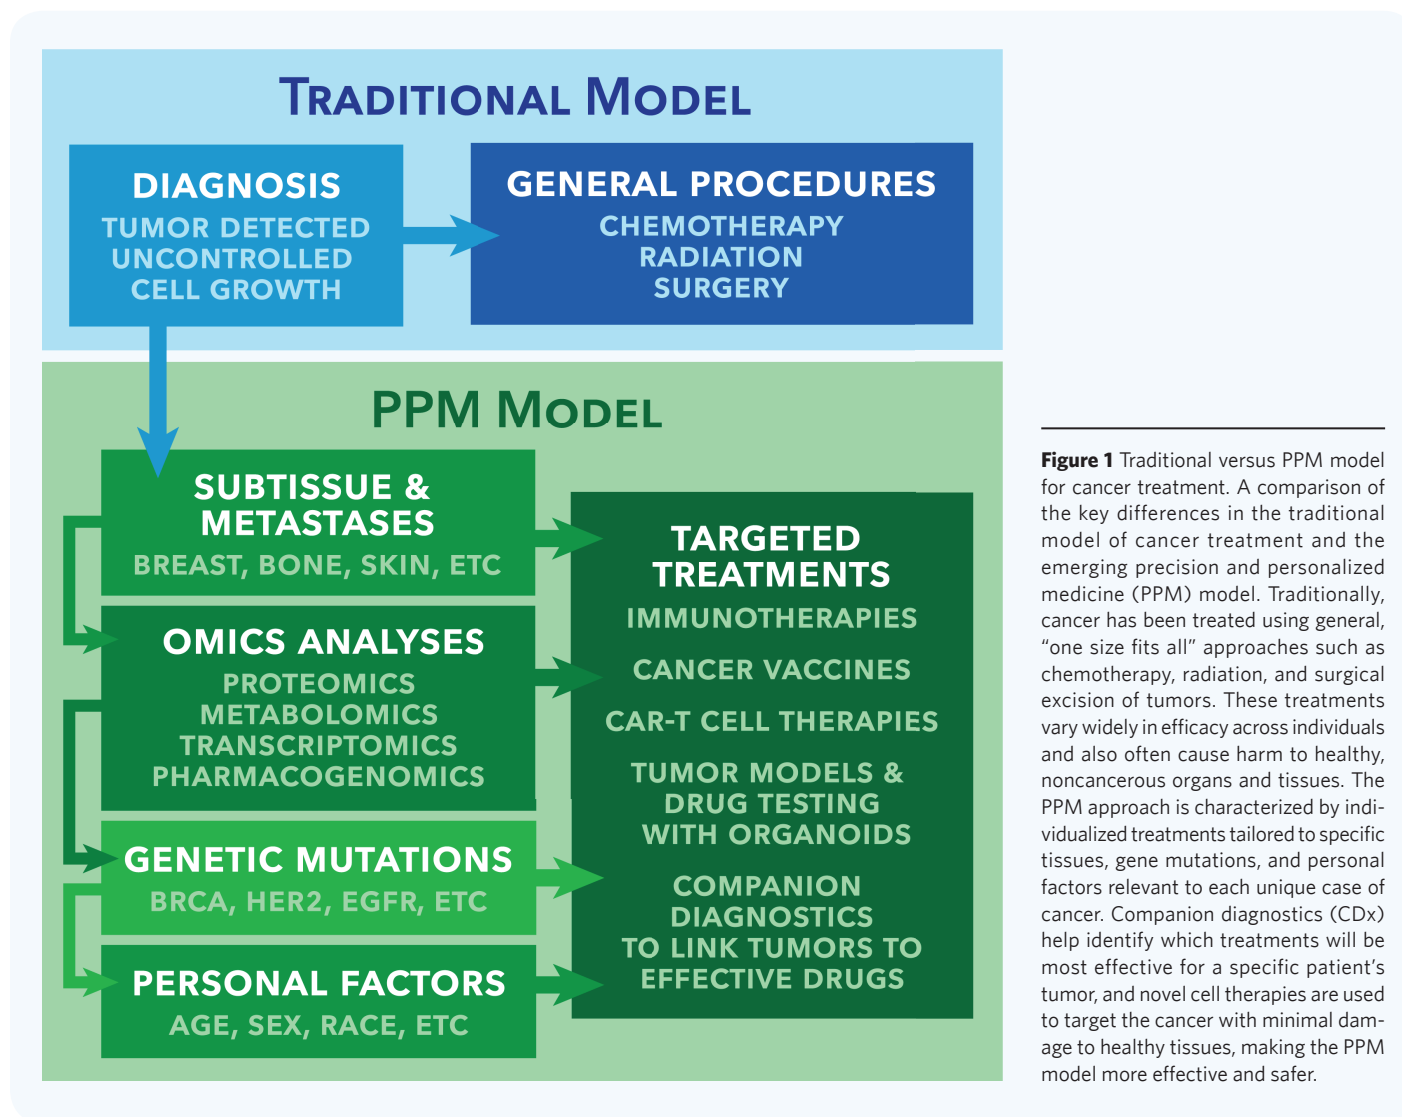 TRADITIONAL MODEL
DIAGNOSIS
TUMOR DETECTED
UNCONTROLLED
CELL GROWTH
GENERAL PROCEDURES
CHEMOTHERAPY
RADIATION
SURGERY
PPM MODEL
SUBTISSUE &
METASTASES
BREAST, BONE, SKIN, ETC
OMICS ANALYSES
PROTEOMICS
METABOLOMICS
TRANSCRIPTOMICS
PHARMACOGENOMICS
GENETIC MUTATIONS
BRCA, HER2, EGFR, ETC
PERSONAL FACTORS
AGE, SEX, RACE, ETC
TARGETED
TREATMENTS
IMMUNOTHERAPIES
CANCER VACCINES
CAR-T CELL THERAPIES
TUMOR MODELS &
DRUG TESTING
WITH ORGANOIDS
COMPANION
DIAGNOSTICS
TO LINK TUMORS TO
EFFECTIVE DRUGS
Figure 1 Traditional versus PPM model
for cancer treatment. A comparison of
the key differences in the traditional
model of cancer treatment and the
emerging precision and personalized
medicine (PPM) model. Traditionally,
cancer has been treated using general,
“one size fits all” approaches such as
chemotherapy, radiation, and surgical
excision of tumors. These treatments
vary widely in efficacy across individuals
and also often cause harm to healthy,
noncancerous organs and tissues. The
PPM approach is characterized by indi-
vidualized treatments tailored to specific
tissues, gene mutations, and personal
factors relevant to each unique case of
cancer. Companion diagnostics (CDx)
help identify which treatments will be
most effective for a specific patient’s
tumor, and novel cell therapies are used
to target the cancer with minimal dam-
age to healthy tissues, making the PPM
model more effective and safer.